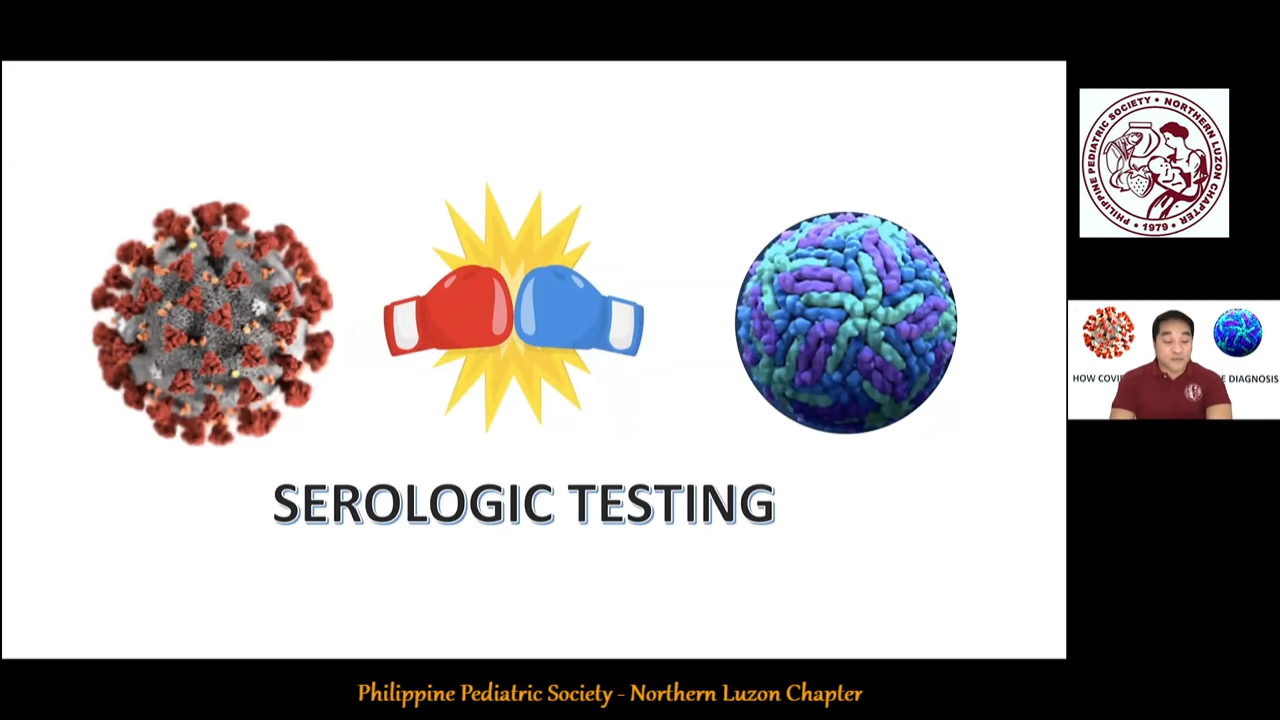 SEROLOGIC TESTING
PHILIPPINE PEDIATRIC SOCIETY • NORTHERN LUZON CHAPTER
• 1979 •
HOW COVI
E DIAGNOSIS
Philippine Pediatric Society - Northern Luzon Chapter